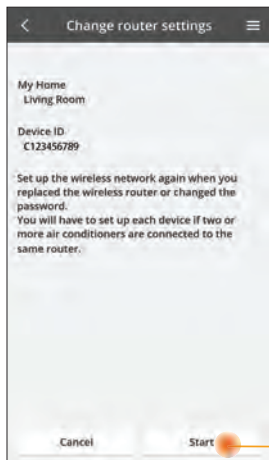 Change router settings
My Home
Living Room
Device ID
C123456789
Set up the wireless network again when you
replaced the wireless router or changed the
password.
You will have to set up each device if two or
more air conditioners are connected to the
same router.
Cancel Start